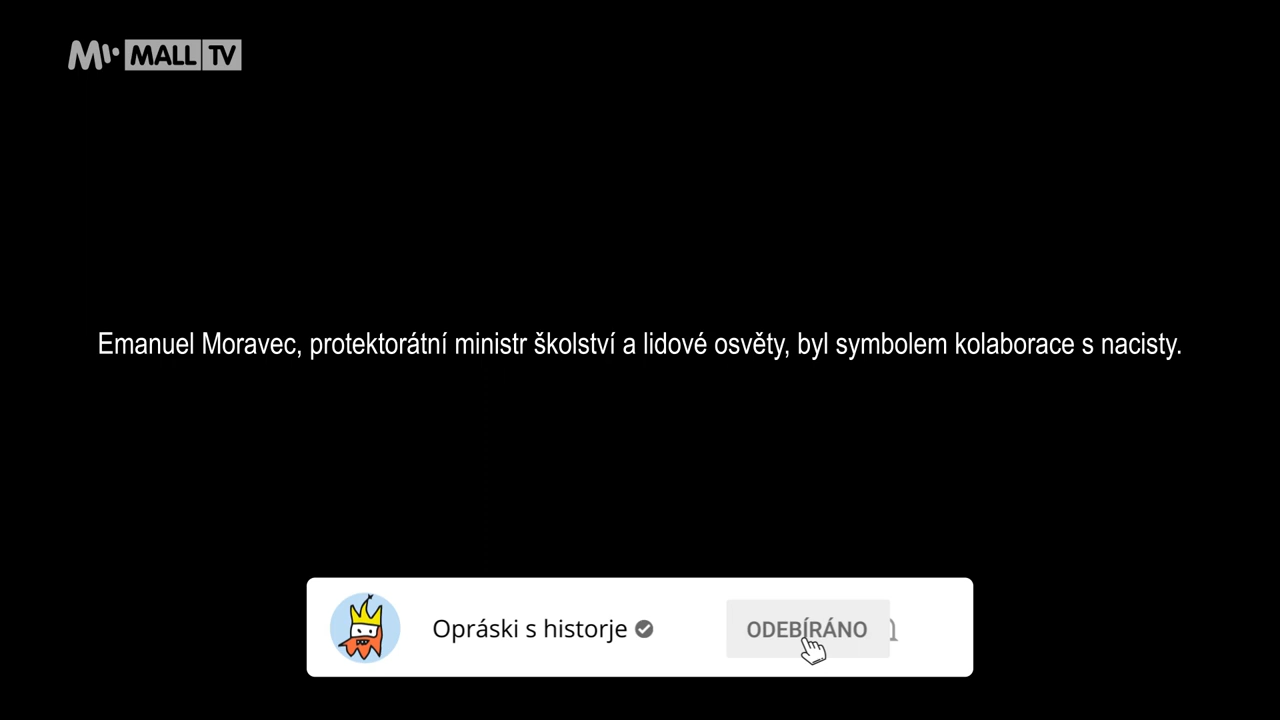 MALL TV
Emanuel Moravec, protektorátní ministr školství a lidové osvěty, byl symbolem kolaborace s nacisty.
Opráski s historje
ODEBÍRÁNO